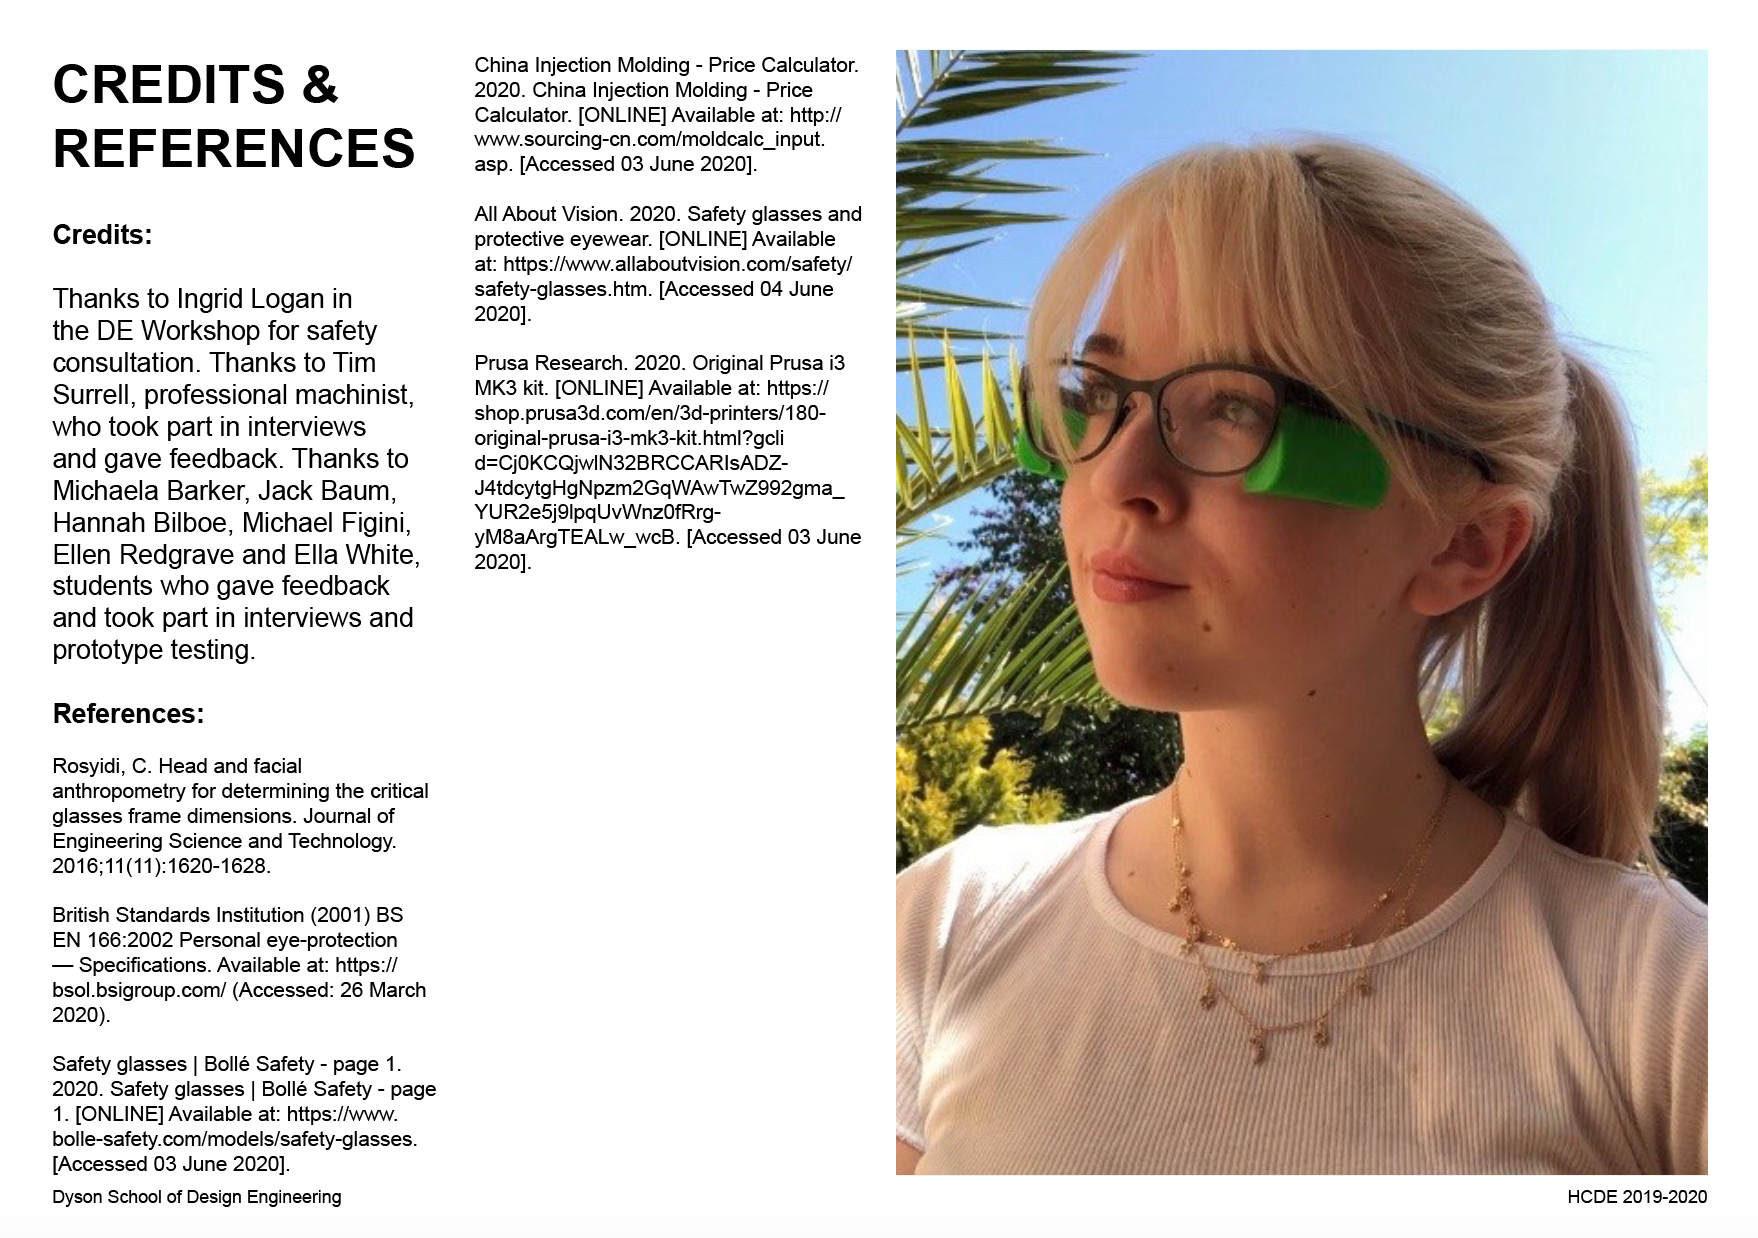 CREDITS &
REFERENCES
Credits:
Thanks to Ingrid Logan in
the DE Workshop for safety
consultation. Thanks to Tim
Surrell, professional machinist,
who took part in interviews
and gave feedback. Thanks to
Michaela Barker, Jack Baum,
Hannah Bilboe, Michael Figini,
Ellen Redgrave and Ella White,
students who gave feedback
and took part in interviews and
prototype testing.
References:
Rosyidi, C. Head and facial
anthropometry for determining the critical
glasses frame dimensions. Journal of
Engineering Science and Technology.
2016;11(11):1620-1628.
British Standards Institution (2001) BS
EN 166:2002 Personal eye-protection
— Specifications. Available at: https://
bsol.bsigroup.com/ (Accessed: 26 March
2020).
Safety glasses | Bollé Safety - page 1.
2020. Safety glasses | Bollé Safety - page
1. [ONLINE] Available at: https://www.
bolle-safety.com/models/safety-glasses.
[Accessed 03 June 2020].
China Injection Molding - Price Calculator.
2020. China Injection Molding - Price
Calculator. [ONLINE] Available at: http://
www.sourcing-cn.com/moldcalc_input.
asp. [Accessed 03 June 2020].
All About Vision. 2020. Safety glasses and
protective eyewear. [ONLINE] Available
at: https://www.allaboutvision.com/safety/
safety-glasses.htm. [Accessed 04 June
2020].
Prusa Research. 2020. Original Prusa i3
MK3 kit. [ONLINE] Available at: https://
shop.prusa3d.com/en/3d-printers/180-
original-prusa-i3-mk3-kit.html?gcli
d=Cj0KCQjwlN32BRCCARIsADZ-
J4tdcytgHgNpzm2GqWAwTwZ992gma_
YUR2e5j9lpqUvWnz0fRrg-
yM8aArgTEALw_wcB. [Accessed 03 June
2020].
Dyson School of Design Engineering
HCDE 2019-2020